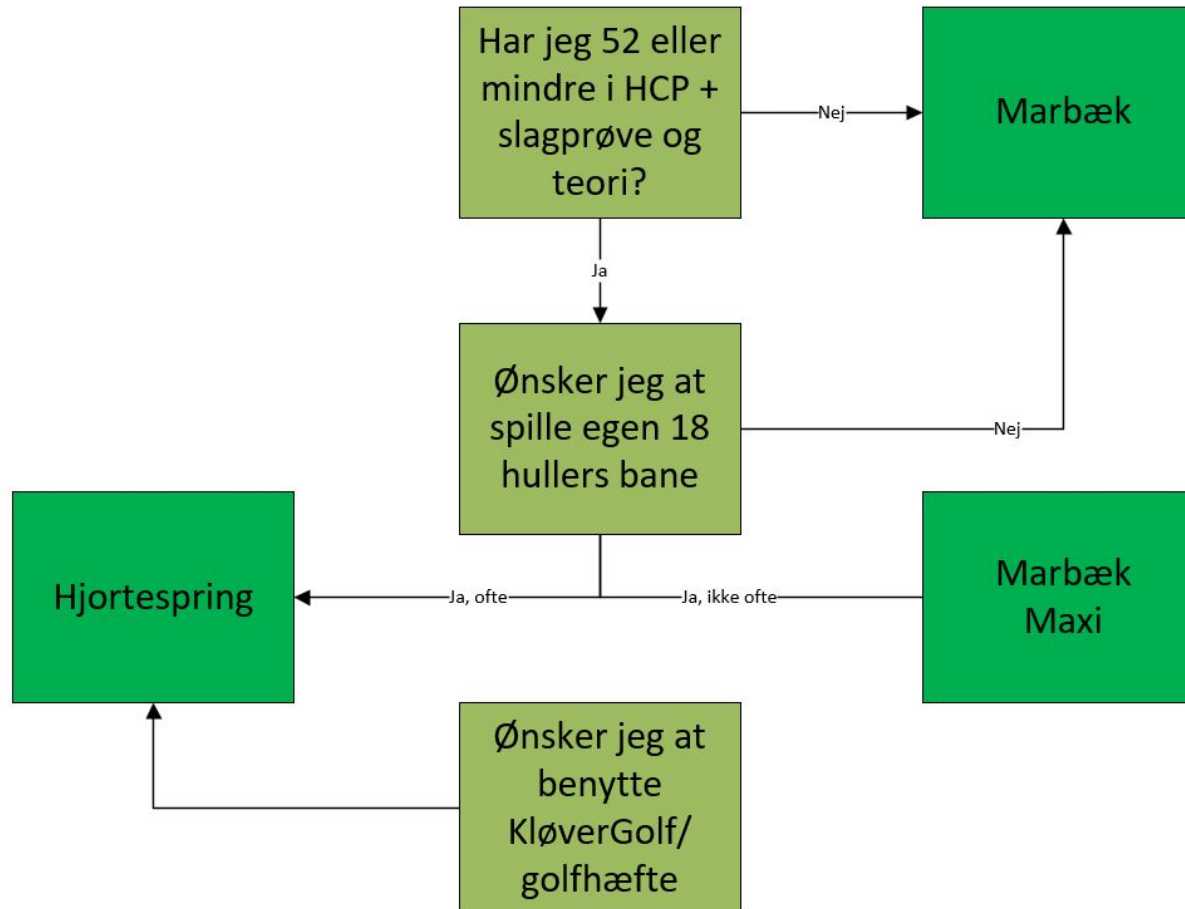 Har jeg 52 eller
mindre i HCP +
slagprøve og
teori?
Nej
Marbæk
Ja
Ønsker jeg at
spille egen 18
hullers bane
Nej
Hjortespring
Ja, ofte
Ja, ikke ofte
Marbæk
Maxi
Ønsker jeg at
benytte
KløverGolf/
golfhæfte